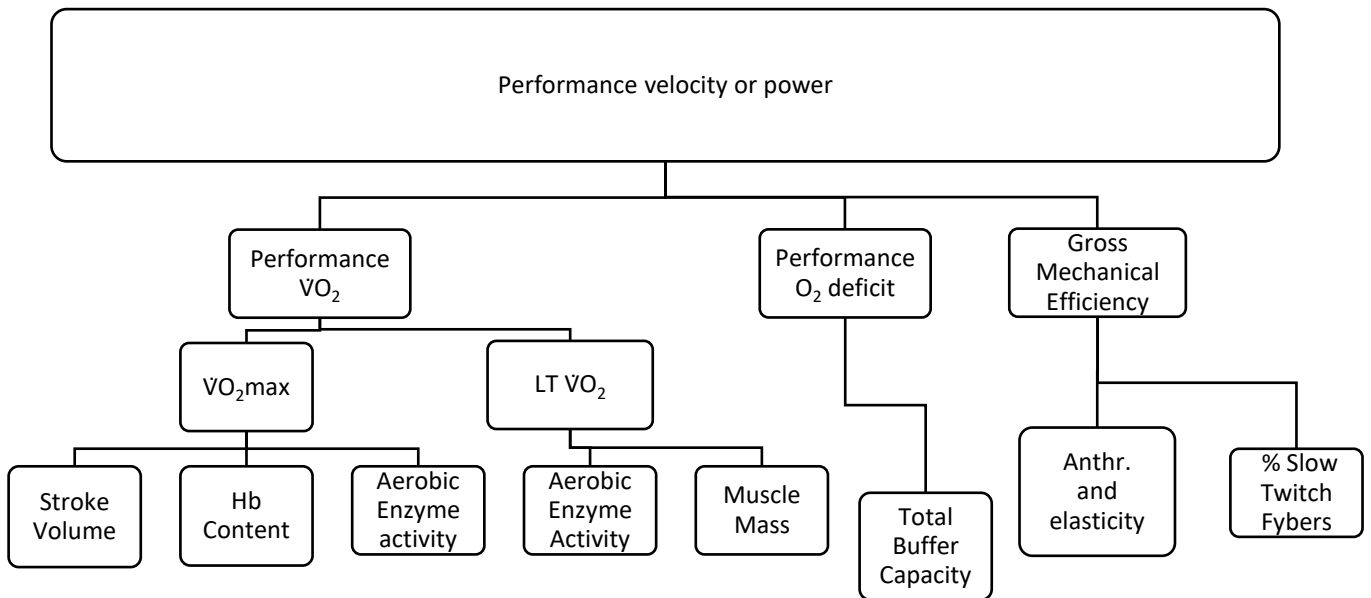 Performance velocity or power
Performance
V̇O₂
Performance
O₂ deficit
Gross
Mechanical
Efficiency
V̇O₂max
LT V̇O₂
Stroke
Volume
Hb
Content
Aerobic
Enzyme
activity
Aerobic
Enzyme
Activity
Muscle
Mass
Total
Buffer
Capacity
Anthr.
and
elasticity
% Slow
Twitch
Fybers